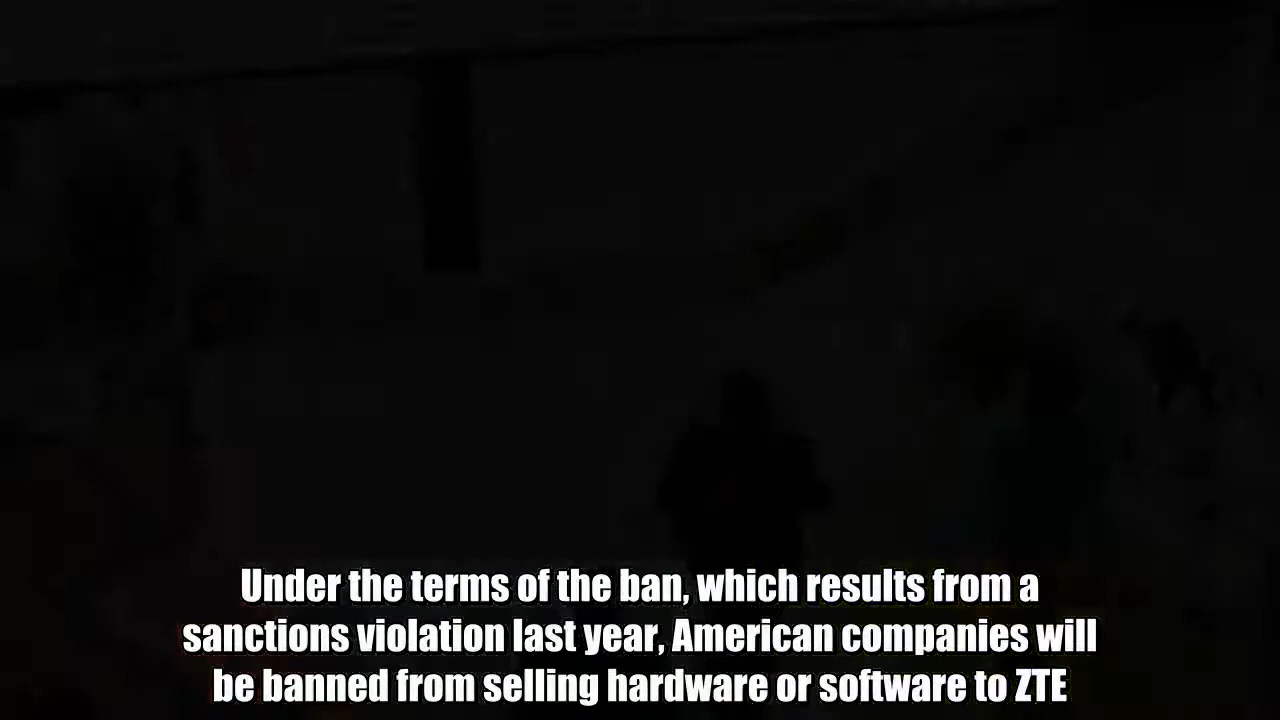 Under the terms of the ban, which results from a
sanctions violation last year, American companies will
be banned from selling hardware or software to ZTE